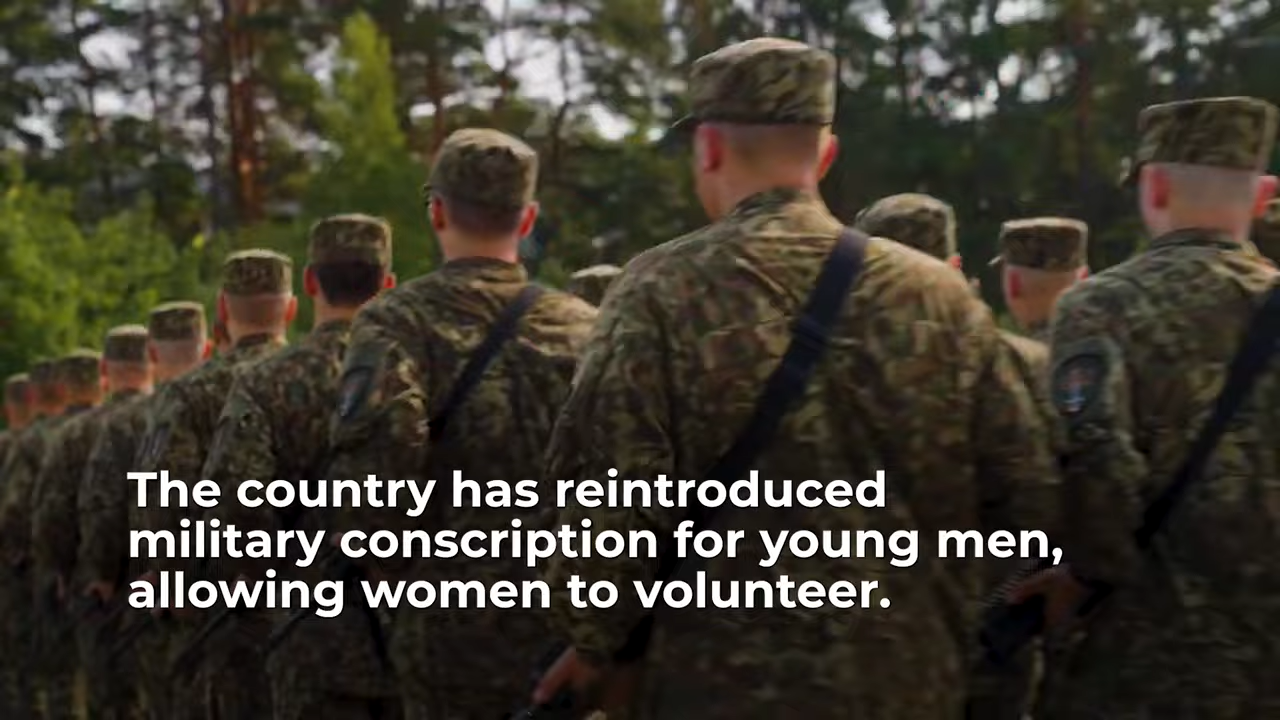 The country has reintroduced
military conscription for young men,
allowing women to volunteer.